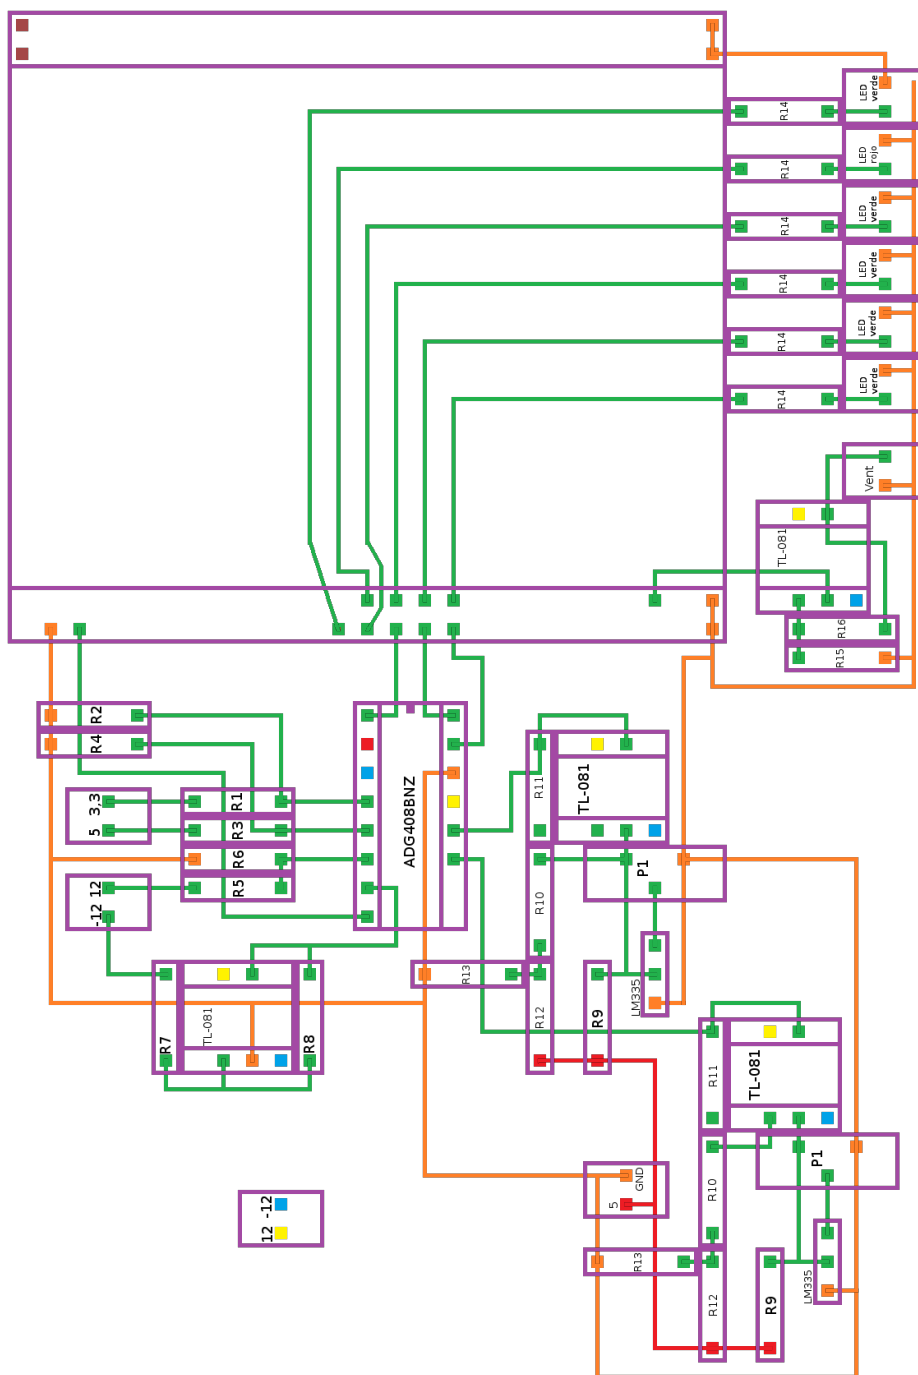 LED
verde
R14
LED
rojo
R14
LED
verde
R14
LED
verde
R14
LED
verde
R14
LED
verde
R14
Vent
TL-081
R16
R15
R2
R4
3,3
5
R1
R3
R6
R5
12
-12
ADG408BNZ
R11
TL-081
R10
P1
R13
R12
R9
LM335
R7
TL-081
R8
R11
TL-081
R10
P1
GND
5
-12
12
R13
R12
R9
LM335